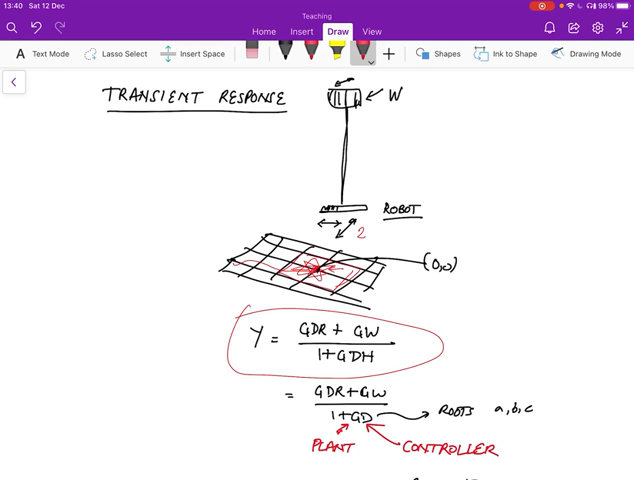 13:40 Sat 12 Dec
98%
Teaching
Home Insert Draw View
Text Mode
Lasso Select
Insert Space
Shapes
Ink to Shape
Drawing Mode
TRANSIENT RESPONSE
W
ROBOT
2
(0,0)
Y = GDR + GW
1+GDH
= GDR+GW
1+GD
ROOTS a, b, c
PLANT
CONTROLLER